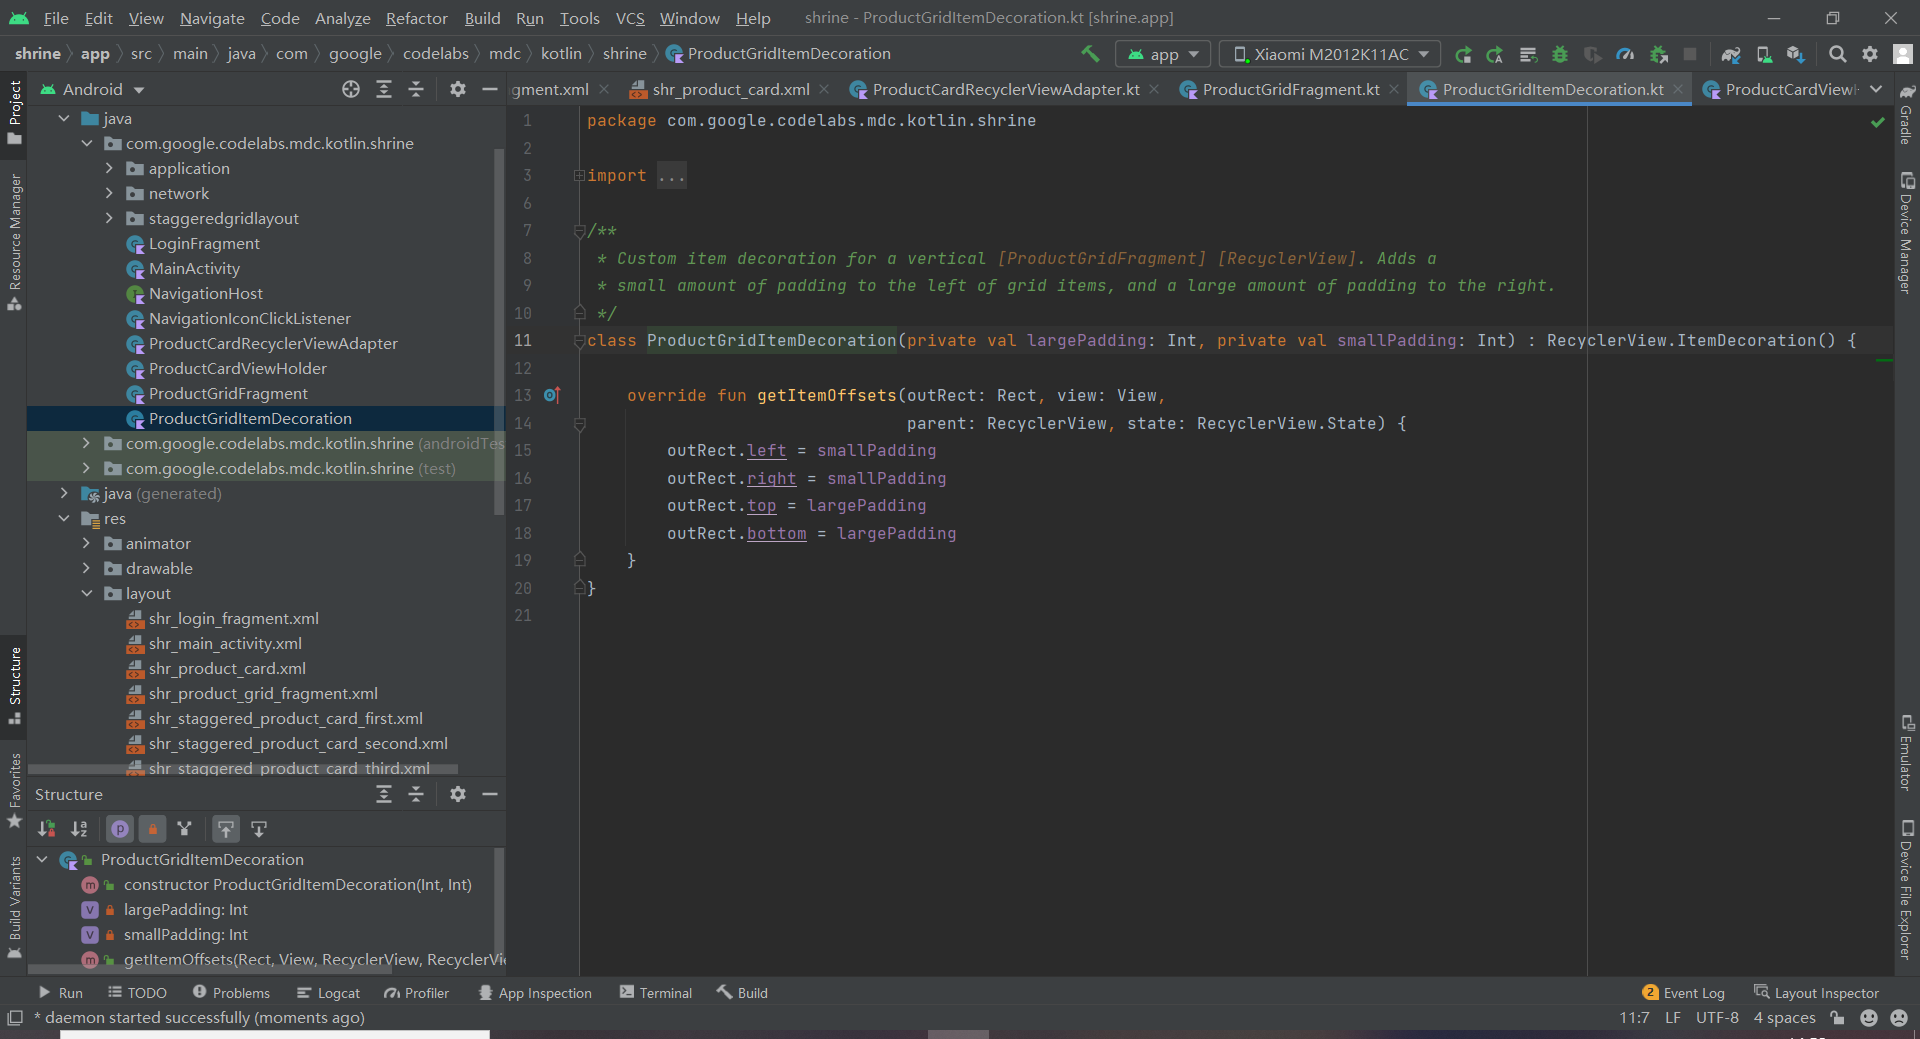 File Edit View Navigate Code Analyze Refactor Build Run Tools VCS Window Help shrine - ProductGridItemDecoration.kt [shrine.app]
shrine app src main java com google codelabs mdc kotlin shrine ProductGridItemDecoration app Xiaomi M2012K11AC
Android
gment.xml shr_product_card.xml ProductCardRecyclerViewAdapter.kt ProductGridFragment.kt ProductGridItemDecoration.kt ProductCardViewH
Project
Resource Manager
Structure
Favorites
Build Variants
java
com.google.codelabs.mdc.kotlin.shrine
application
network
staggeredgridlayout
LoginFragment
MainActivity
NavigationHost
NavigationIconClickListener
ProductCardRecyclerViewAdapter
ProductCardViewHolder
ProductGridFragment
ProductGridItemDecoration
com.google.codelabs.mdc.kotlin.shrine (androidTes
com.google.codelabs.mdc.kotlin.shrine (test)
java (generated)
res
animator
drawable
layout
shr_login_fragment.xml
shr_main_activity.xml
shr_product_card.xml
shr_product_grid_fragment.xml
shr_staggered_product_card_first.xml
shr_staggered_product_card_second.xml
shr_staggered_product_card_third.xml
Structure
ProductGridItemDecoration
m constructor ProductGridItemDecoration(Int, Int)
v largePadding: Int
v smallPadding: Int
m getItemOffsets(Rect, View, RecyclerView, RecyclerVie
1 package com.google.codelabs.mdc.kotlin.shrine
2
3 import ...
6
7 /**
8 * Custom item decoration for a vertical [ProductGridFragment] [RecyclerView]. Adds a
9 * small amount of padding to the left of grid items, and a large amount of padding to the right.
10 */
11 class ProductGridItemDecoration(private val largePadding: Int, private val smallPadding: Int) : RecyclerView.ItemDecoration() {
12
13 override fun getItemOffsets(outRect: Rect, view: View,
14 parent: RecyclerView, state: RecyclerView.State) {
15 outRect.left = smallPadding
16 outRect.right = smallPadding
17 outRect.top = largePadding
18 outRect.bottom = largePadding
19 }
20 }
21
Gradle
Device Manager
Emulator
Device File Explorer
Run TODO Problems Logcat Profiler App Inspection Terminal Build 2 Event Log Layout Inspector
* daemon started successfully (moments ago) 11:7 LF UTF-8 4 spaces